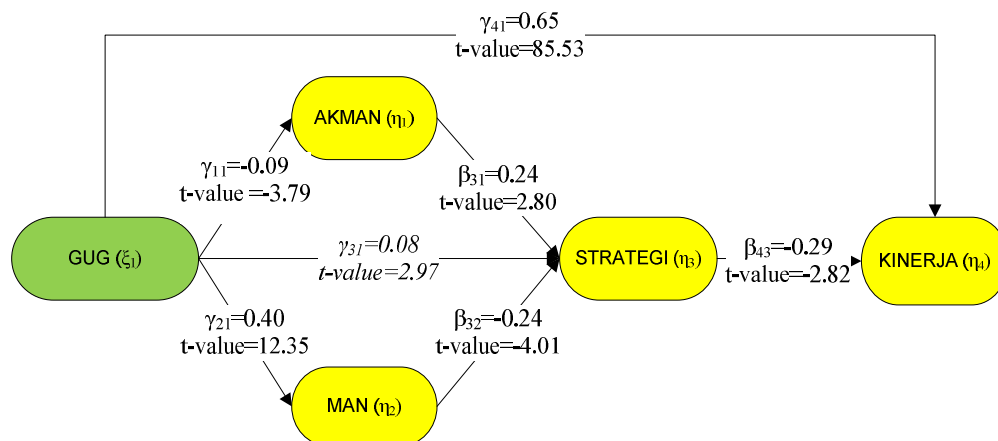 γ41=0.65
t-value=85.53
AKMAN (η1)
γ11=-0.09
t-value =-3.79
β31=0.24
t-value=2.80
GUG (ξ1)
γ31=0.08
t-value=2.97
STRATEGI (η3)
β43=-0.29
t-value=-2.82
KINERJA (η4)
γ21=0.40
t-value=12.35
β32=-0.24
t-value=-4.01
MAN (η2)